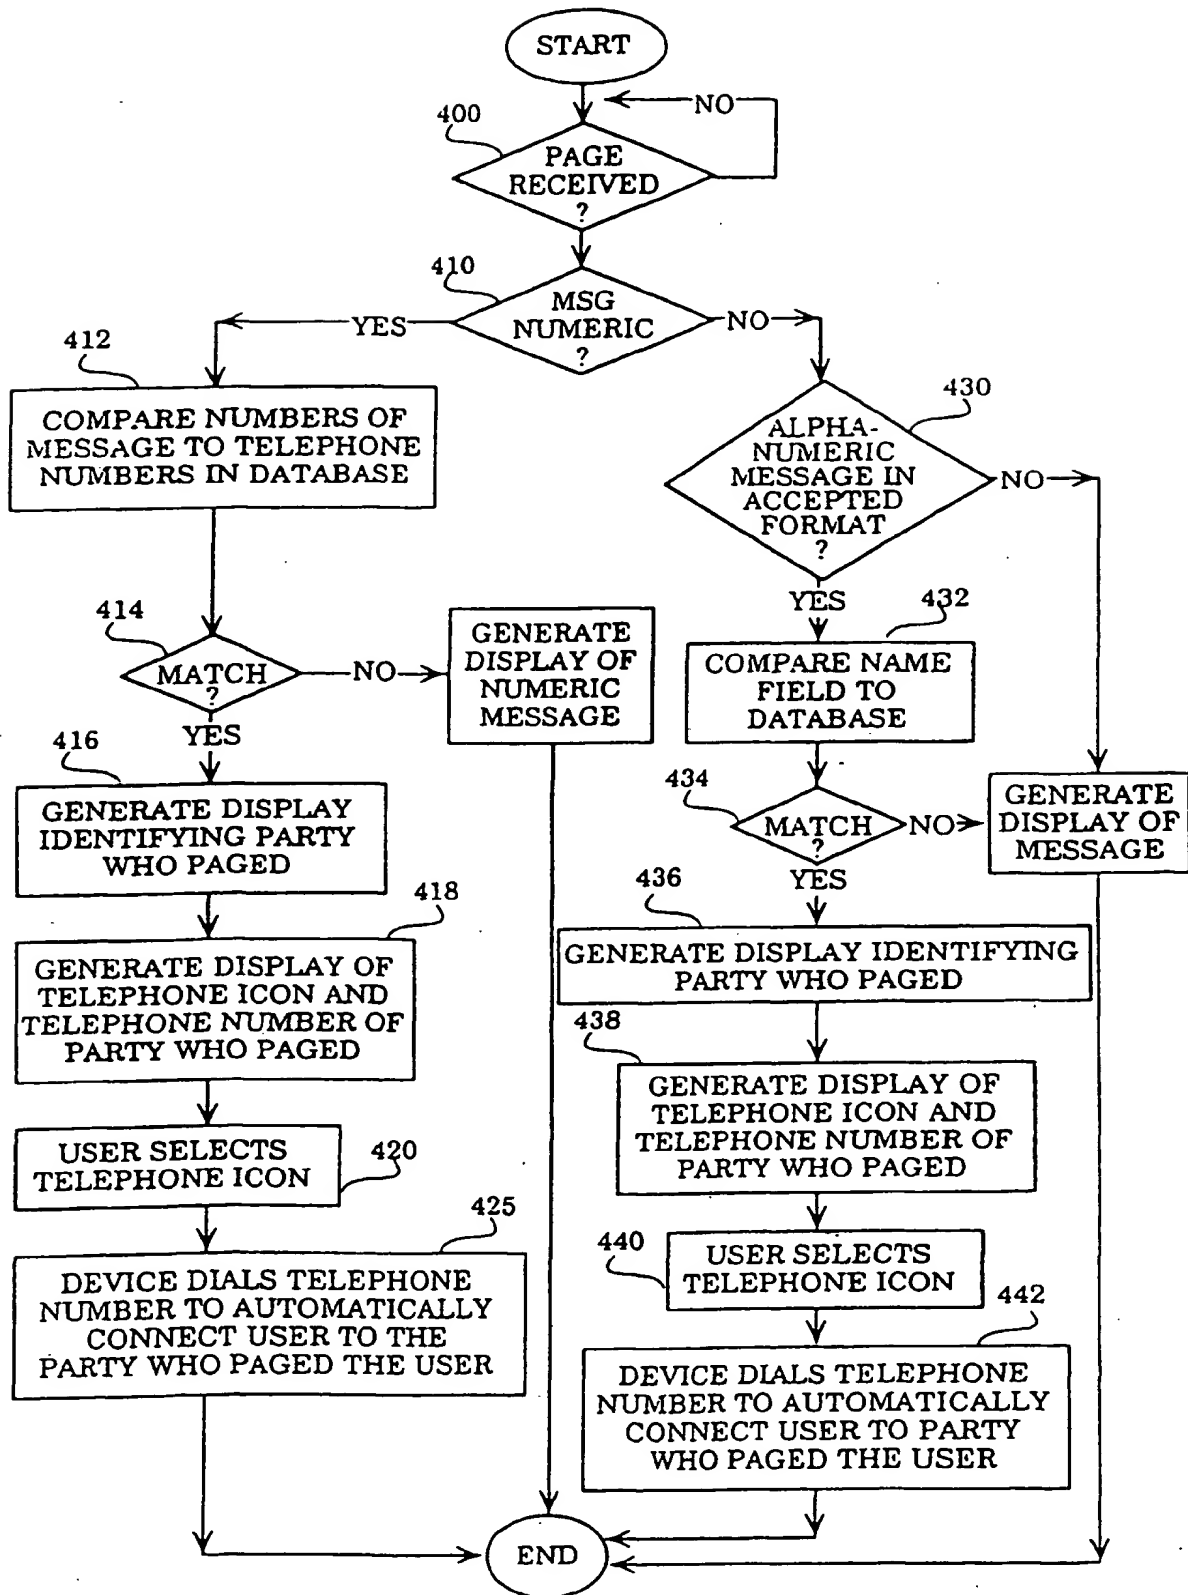 START
NO
400
PAGE
RECEIVED
?
410
MSG
NUMERIC
?
YES
NO
412
COMPARE NUMBERS OF
MESSAGE TO TELEPHONE
NUMBERS IN DATABASE
430
ALPHA-
NUMERIC
MESSAGE IN
ACCEPTED
FORMAT
?
NO
YES
414
MATCH
?
NO
GENERATE
DISPLAY OF
NUMERIC
MESSAGE
YES
432
COMPARE NAME
FIELD TO
DATABASE
416
GENERATE DISPLAY
IDENTIFYING PARTY
WHO PAGED
434
MATCH
?
NO
GENERATE
DISPLAY OF
MESSAGE
YES
418
GENERATE DISPLAY OF
TELEPHONE ICON AND
TELEPHONE NUMBER OF
PARTY WHO PAGED
436
GENERATE DISPLAY IDENTIFYING
PARTY WHO PAGED
438
GENERATE DISPLAY OF
TELEPHONE ICON AND
TELEPHONE NUMBER OF
PARTY WHO PAGED
USER SELECTS
TELEPHONE ICON
420
440
USER SELECTS
TELEPHONE ICON
425
DEVICE DIALS TELEPHONE
NUMBER TO AUTOMATICALLY
CONNECT USER TO THE
PARTY WHO PAGED THE USER
442
DEVICE DIALS TELEPHONE
NUMBER TO AUTOMATICALLY
CONNECT USER TO PARTY
WHO PAGED THE USER
END